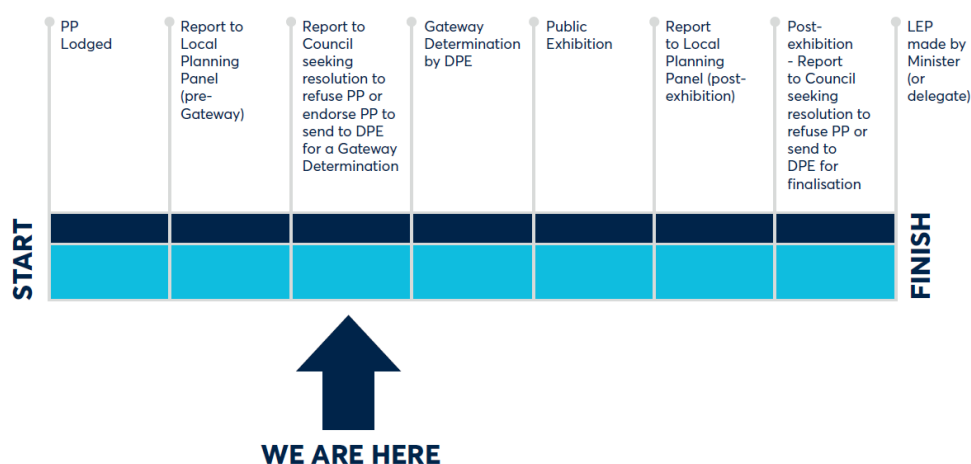 PP
Lodged
Report to
Local
Planning
Panel
(pre-
Gateway)
Report to
Council
seeking
resolution to
refuse PP or
endorse PP to
send to DPE
for a Gateway
Determination
Gateway
Determination
by DPE
Public
Exhibition
Report
to Local
Planning
Panel (post-
exhibition)
Post-
exhibition
- Report
to Council
seeking
resolution to
refuse PP or
send to
DPE for
finalisation
LEP
made by
Minister
(or
delegate)
START
FINISH
WE ARE HERE